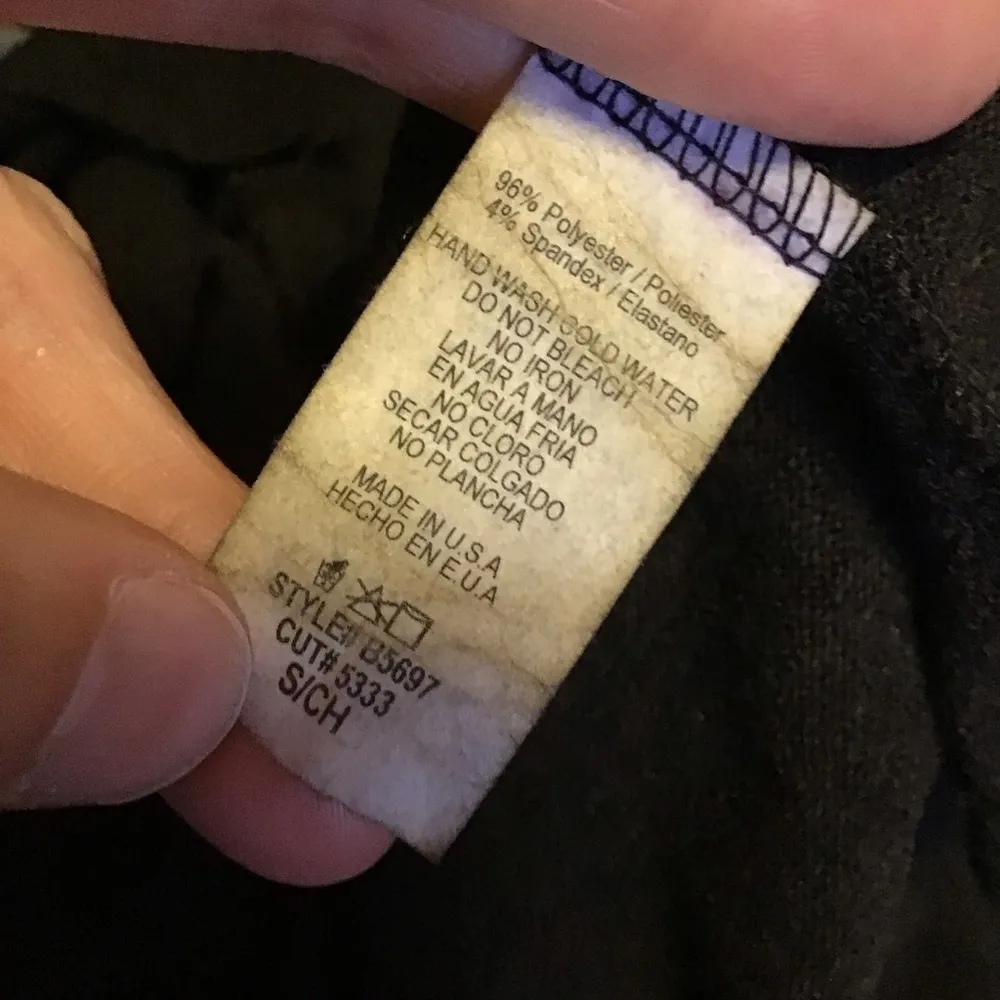 96% Polyester / Poliester
4% Spandex / Elastano
HAND WASH COLD WATER
DO NOT BLEACH
NO IRON
LAVAR A MANO
EN AGUA FRIA
NO CLORO
SECAR COLGADO
NO PLANCHA
MADE IN U.S.A
HECHO EN E.U.A
STYLE# B5697
CUT# 5333
S/CH